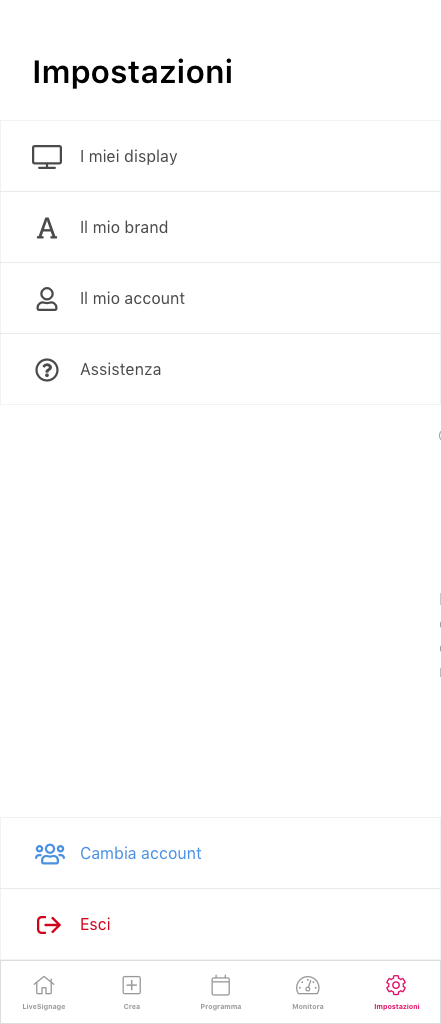 Impostazioni
I miei display
Il mio brand
Il mio account
Assistenza
Cambia account
Esci
LiveSignage
Crea
Programma
Monitora
Impostazioni